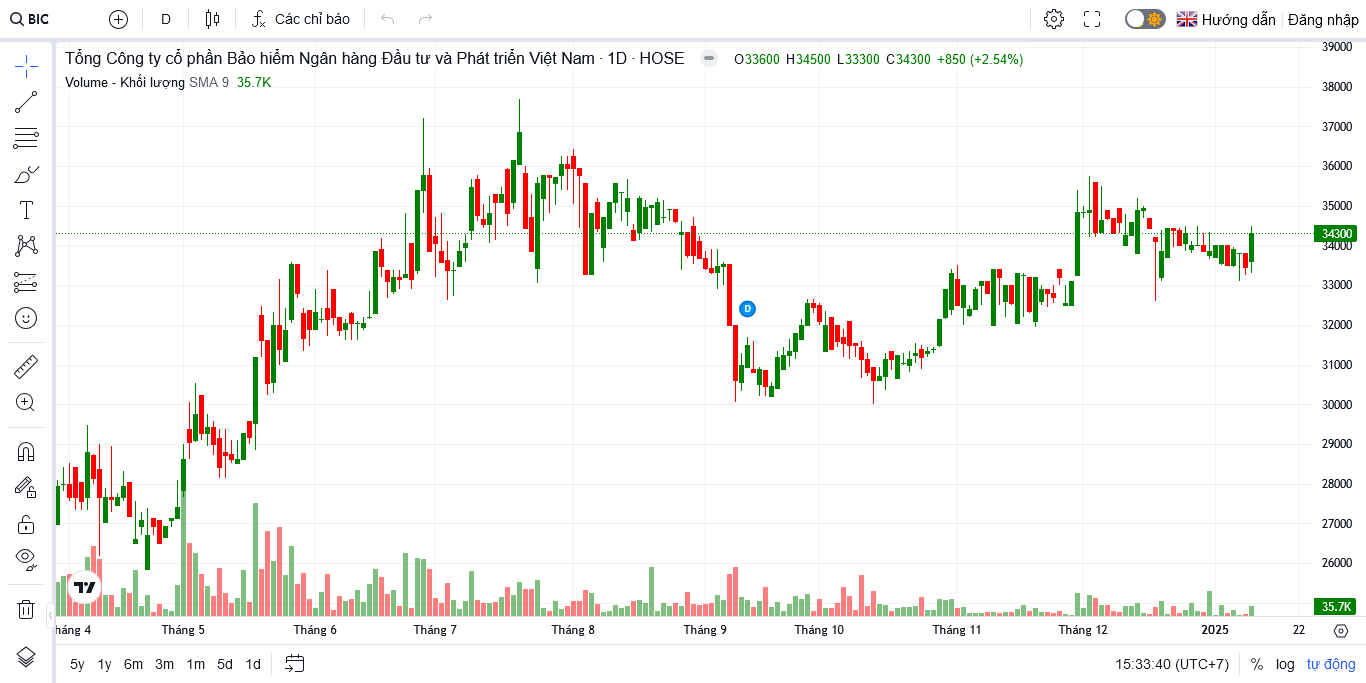 BIC D Các chỉ báo Hướng dẫn Đăng nhập
Tổng Công ty cổ phần Bảo hiểm Ngân hàng Đầu tư và Phát triển Việt Nam · 1D · HOSE O33600 H34500 L33300 C34300 +850 (+2.54%)
Volume - Khối lượng SMA 9 35.7K
39000
38000
37000
36000
35000
34300
34000
33000
32000
31000
30000
29000
28000
27000
26000
35.7K
D
háng 4 Tháng 5 Tháng 6 Tháng 7 Tháng 8 Tháng 9 Tháng 10 Tháng 11 Tháng 12 2025 22
5y 1y 6m 3m 1m 5d 1d 15:33:40 (UTC+7) % log tự động